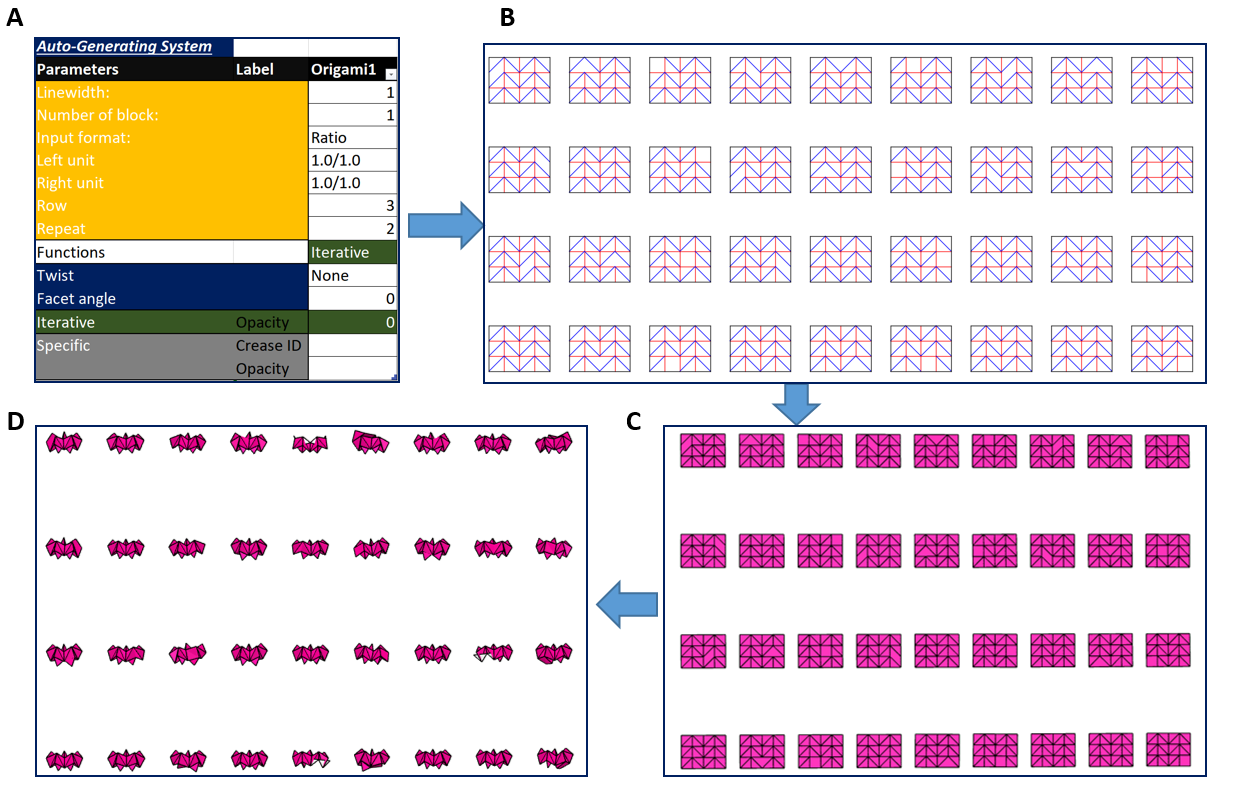 A
B
Auto-Generating System
Parameters Label Origami1
Linewidth: 1
Number of block: 1
Input format: Ratio
Left unit 1.0/1.0
Right unit 1.0/1.0
Row 3
Repeat 2
Functions Iterative
Twist None
Facet angle 0
Iterative Opacity 0
Specific Crease ID
Opacity
D
C